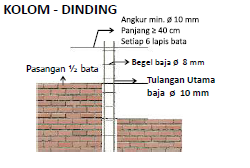 KOLOM - DINDING
Angkur min. ø 10 mm
Panjang ≥ 40 cm
Setiap 6 lapis bata
Begel baja ø 8 mm
Pasangan ½ bata
Tulangan Utama
baja ø 10 mm